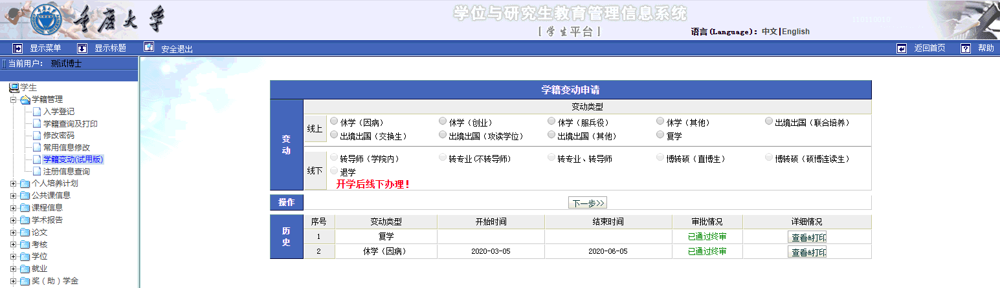 重庆大学
学位与研究生教育管理信息系统
[ 学生平台 ]
110110010
语言(Language): 中文|English
显示菜单 显示标题 安全退出 返回首页 帮助
当前用户: 测试博士
学生
学籍管理
入学登记
学籍查询及打印
修改密码
常用信息修改
学籍变动(试用版)
注册信息查询
个人培养计划
公共课信息
课程信息
学术报告
论文
考核
学位
就业
奖（助）学金
学籍变动申请
变动
变动类型
线上
休学（因病） 休学（创业） 休学（服兵役） 休学（其他） 出境出国（联合培养）
出境出国（交换生） 出境出国（攻读学位） 出境出国（其他） 复学
线下
转导师（学院内） 转专业(不转导师) 转专业、转导师 博转硕（直博生） 博转硕（硕博连读生）
退学
开学后线下办理！
操作 下一步>>
历史
序号 变动类型 开始时间 结束时间 审批情况 详细情况
1 复学 已通过终审 查看&打印
2 休学（因病） 2020-03-05 2020-06-05 已通过终审 查看&打印